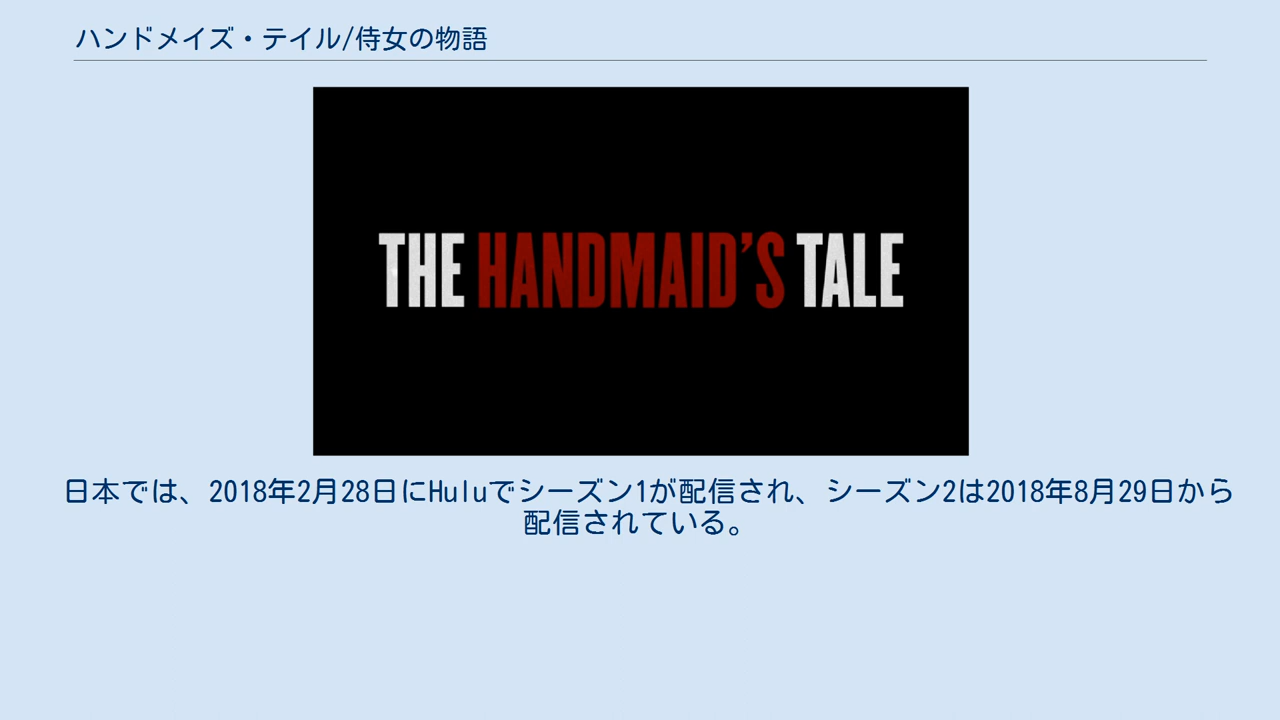 ハンドメイズ・テイル/侍女の物語
THE HANDMAID'S TALE
日本では、2018年2月28日にHuluでシーズン1が配信され、シーズン2は2018年8月29日から
配信されている。